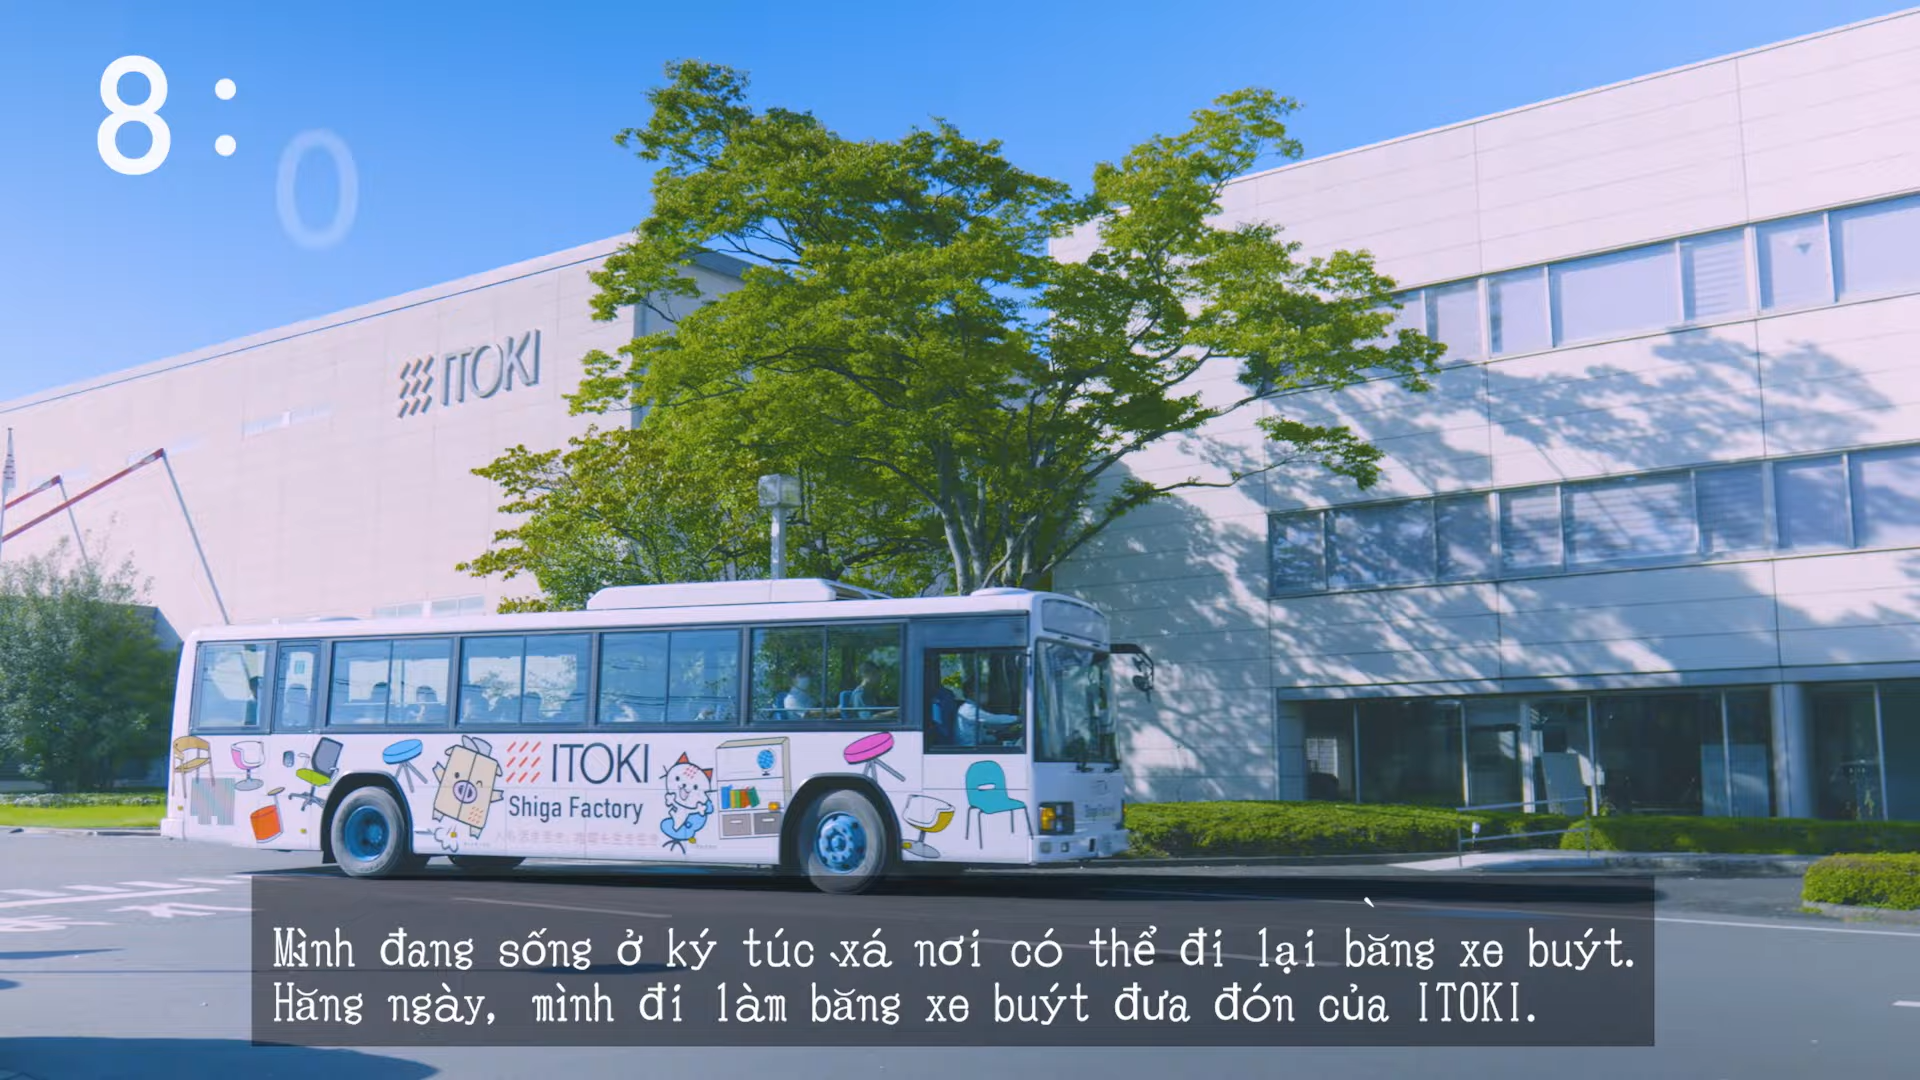 8:0
ITOKI
ITOKI
Shiga Factory
Mình đang sống ở ký túc xá nơi có thể đi lại bằng xe buýt.
Hằng ngày, mình đi làm bằng xe buýt đưa đón của ITOKI.